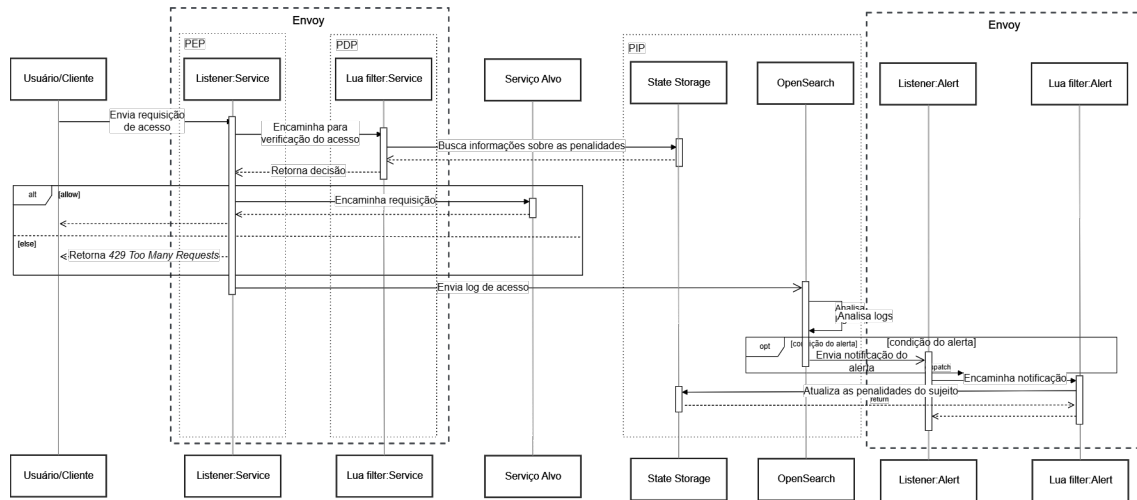 Envoy
Envoy
PEP
PDP
PIP
Usuário/Cliente
Listener:Service
Lua filter:Service
Serviço Alvo
State Storage
OpenSearch
Listener:Alert
Lua filter:Alert
Envia requisição
de acesso
Encaminha para
verificação do acesso
Busca informações sobre as penalidades
Retorna decisão
alt
[allow]
Encaminha requisição
[else]
Retorna 429 Too Many Requests
Envia log de acesso
Analisa
Analisa logs
opt
[condição do alerta]
[condição do alerta]
Envia notificação do
alerta
Encaminha notificação
Atualiza as penalidades do sujeito
return
Usuário/Cliente
Listener:Service
Lua filter:Service
Serviço Alvo
State Storage
OpenSearch
Listener:Alert
Lua filter:Alert